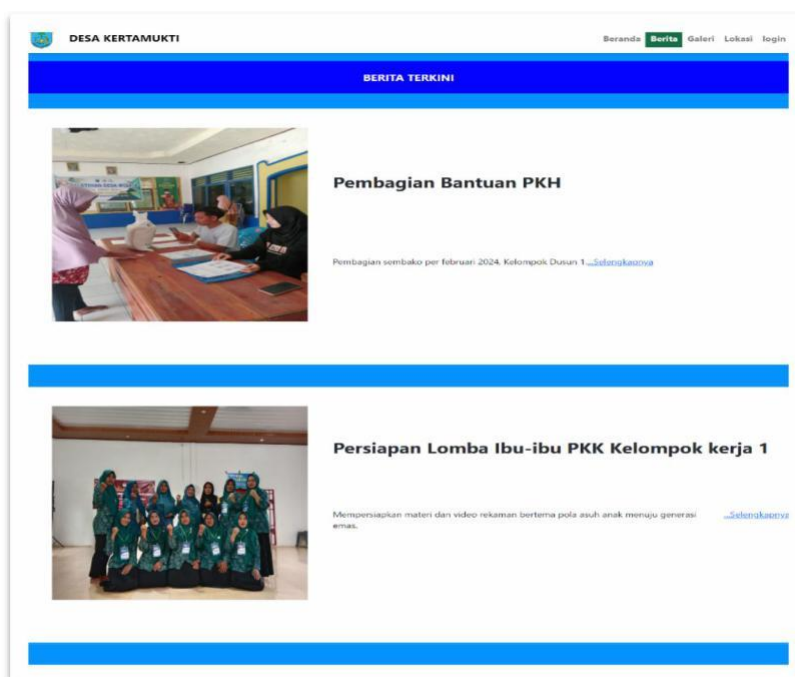 DESA KERTAMUKTI
Beranda Berita Galeri Lokasi login
BERITA TERKINI
Pembagian Bantuan PKH
Pembagian sembako per februari 2024. Kelompok Dusun 1....Selengkapnya
Persiapan Lomba Ibu-ibu PKK Kelompok kerja 1
Mempersiapkan materi dan video rekaman bertema pola asuh anak menuju generasi ...Selengkapnya
emas.